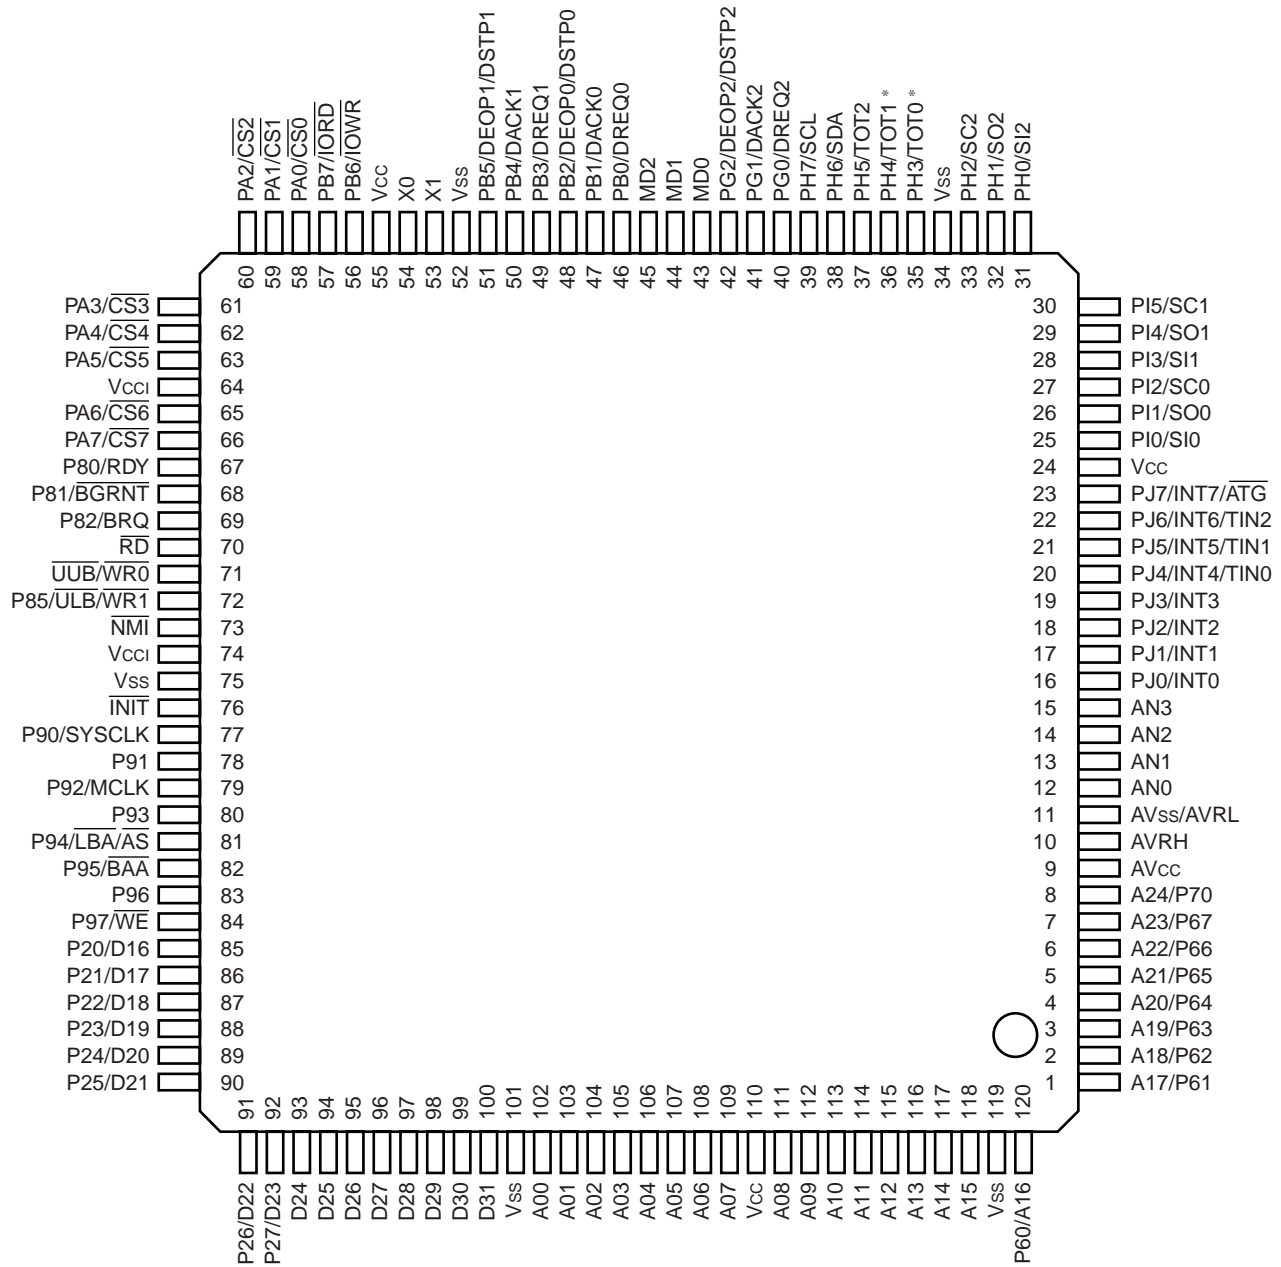 PA2/CS2
PA1/CS1
PA0/CS0
PB7/IORD
PB6/IOWR
Vcc
X0
X1
Vss
PB5/DEOP1/DSTP1
PB4/DACK1
PB3/DREQ1
PB2/DEOP0/DSTP0
PB1/DACK0
PB0/DREQ0
MD2
MD1
MD0
PG2/DEOP2/DSTP2
PG1/DACK2
PG0/DREQ2
PH7/SCL
PH6/SDA
PH5/TOT2
PH4/TOT1 *
PH3/TOT0 *
Vss
PH2/SC2
PH1/SO2
PH0/SI2
60
59
58
57
56
55
54
53
52
51
50
49
48
47
46
45
44
43
42
41
40
39
38
37
36
35
34
33
32
31
PA3/CS3 61
PA4/CS4 62
PA5/CS5 63
VccI 64
PA6/CS6 65
PA7/CS7 66
P80/RDY 67
P81/BGRNT 68
P82/BRQ 69
RD 70
UUB/WR0 71
P85/ULB/WR1 72
NMI 73
VccI 74
Vss 75
INIT 76
P90/SYSCLK 77
P91 78
P92/MCLK 79
P93 80
P94/LBA/AS 81
P95/BAA 82
P96 83
P97/WE 84
P20/D16 85
P21/D17 86
P22/D18 87
P23/D19 88
P24/D20 89
P25/D21 90
30 PI5/SC1
29 PI4/SO1
28 PI3/SI1
27 PI2/SC0
26 PI1/SO0
25 PI0/SI0
24 Vcc
23 PJ7/INT7/ATG
22 PJ6/INT6/TIN2
21 PJ5/INT5/TIN1
20 PJ4/INT4/TIN0
19 PJ3/INT3
18 PJ2/INT2
17 PJ1/INT1
16 PJ0/INT0
15 AN3
14 AN2
13 AN1
12 AN0
11 AVss/AVRL
10 AVRH
9 AVcc
8 A24/P70
7 A23/P67
6 A22/P66
5 A21/P65
4 A20/P64
3 A19/P63
2 A18/P62
1 A17/P61
91
92
93
94
95
96
97
98
99
100
101
102
103
104
105
106
107
108
109
110
111
112
113
114
115
116
117
118
119
120
P26/D22
P27/D23
D24
D25
D26
D27
D28
D29
D30
D31
Vss
A00
A01
A02
A03
A04
A05
A06
A07
Vcc
A08
A09
A10
A11
A12
A13
A14
A15
Vss
P60/A16